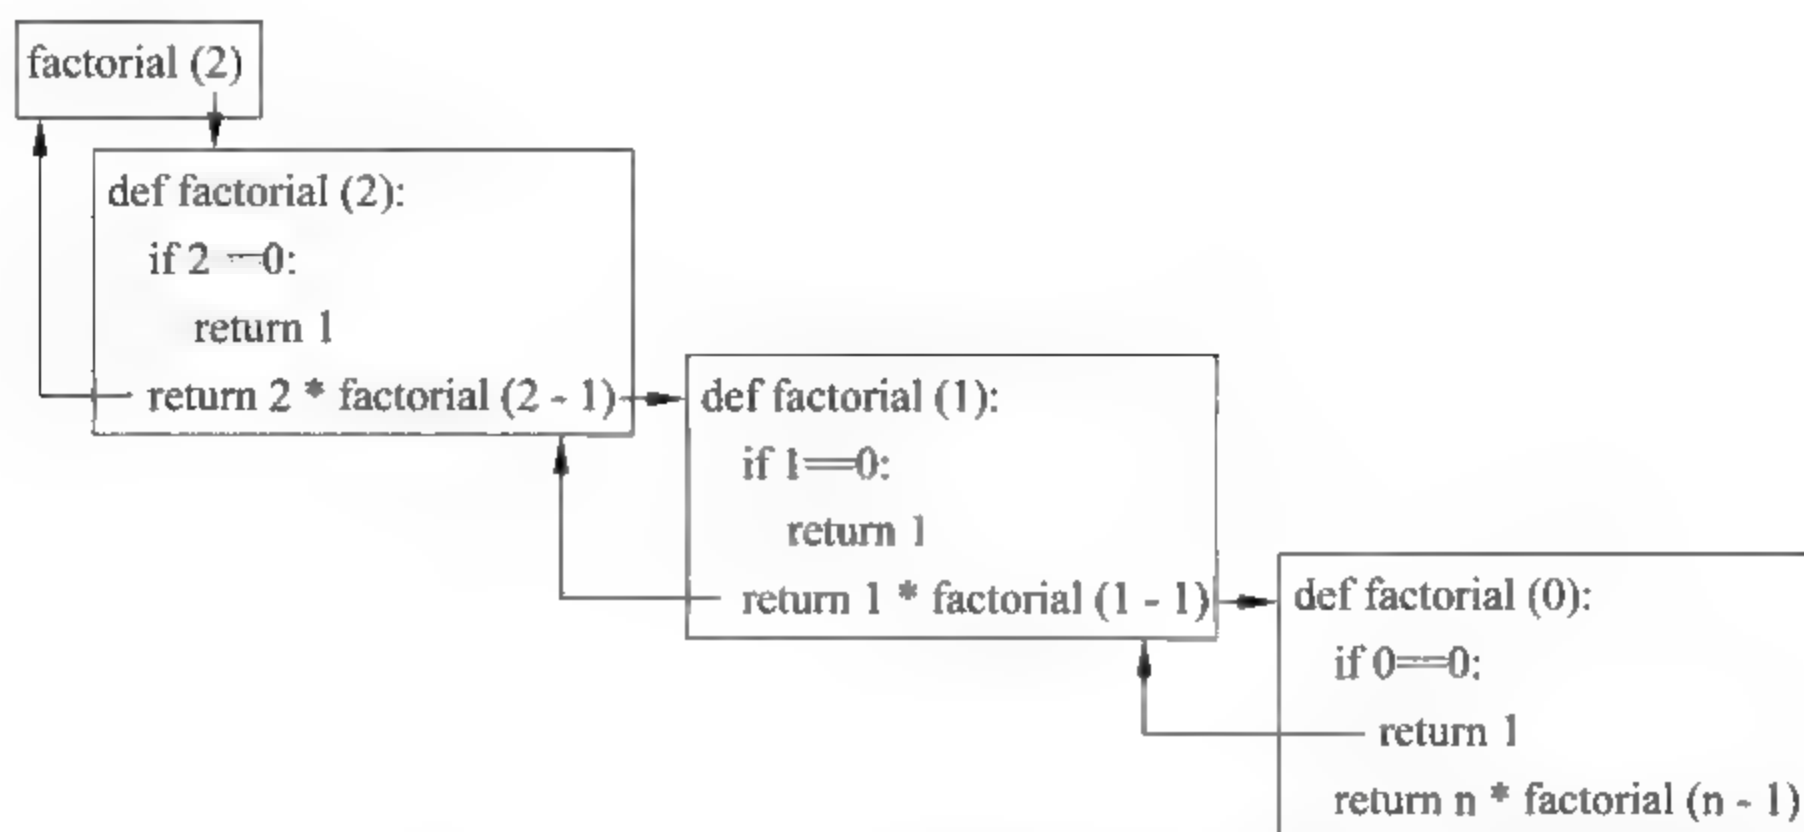 factorial (2)
def factorial (2):
if 2 ==0:
return 1
return 2 * factorial (2 - 1)
def factorial (1):
if 1==0:
return 1
return 1 * factorial (1 - 1)
def factorial (0):
if 0==0:
return 1
return n * factorial (n - 1)